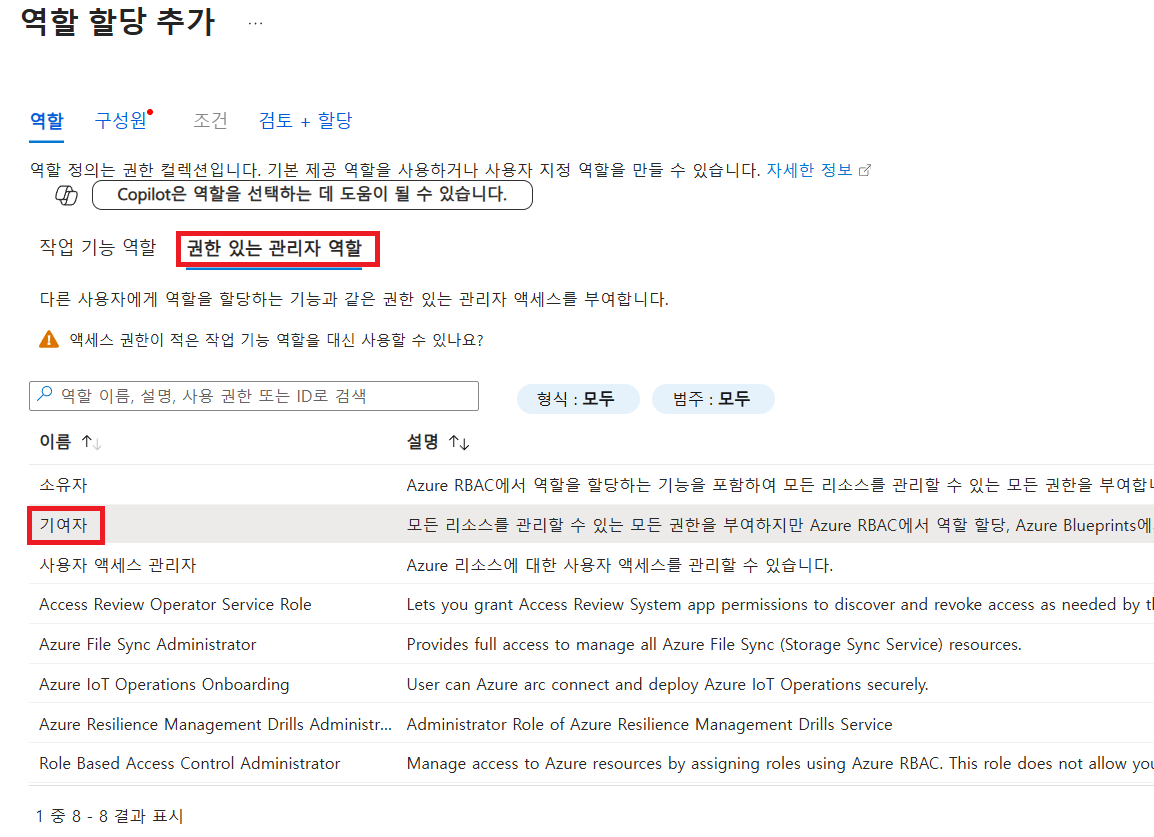 역할 할당 추가 ...
역할 구성원 조건 검토 + 할당
역할 정의는 권한 컬렉션입니다. 기본 제공 역할을 사용하거나 사용자 지정 역할을 만들 수 있습니다. 자세한 정보
Copilot은 역할을 선택하는 데 도움이 될 수 있습니다.
작업 기능 역할 권한 있는 관리자 역할
다른 사용자에게 역할을 할당하는 기능과 같은 권한 있는 관리자 액세스를 부여합니다.
액세스 권한이 적은 작업 기능 역할을 대신 사용할 수 있나요?
역할 이름, 설명, 사용 권한 또는 ID로 검색 형식 : 모두 범주 : 모두
이름 ↑↓ 설명 ↑↓
소유자 Azure RBAC에서 역할을 할당하는 기능을 포함하여 모든 리소스를 관리할 수 있는 모든 권한을 부여합니
기여자 모든 리소스를 관리할 수 있는 모든 권한을 부여하지만 Azure RBAC에서 역할 할당, Azure Blueprints에
사용자 액세스 관리자 Azure 리소스에 대한 사용자 액세스를 관리할 수 있습니다.
Access Review Operator Service Role Lets you grant Access Review System app permissions to discover and revoke access as needed by th
Azure File Sync Administrator Provides full access to manage all Azure File Sync (Storage Sync Service) resources.
Azure IoT Operations Onboarding User can Azure arc connect and deploy Azure IoT Operations securely.
Azure Resilience Management Drills Administr... Administrator Role of Azure Resilience Management Drills Service
Role Based Access Control Administrator Manage access to Azure resources by assigning roles using Azure RBAC. This role does not allow you
1 중 8 - 8 결과 표시